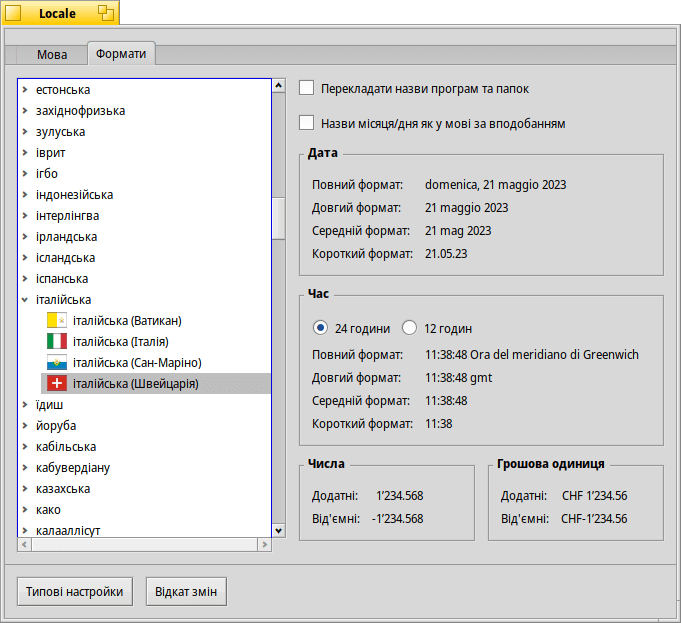 Locale
Мова
Формати
естонська
західнофризька
зулуська
іврит
ігбо
індонезійська
інтерлінгва
ірландська
ісландська
іспанська
італійська
італійська (Ватикан)
італійська (Італія)
італійська (Сан-Маріно)
італійська (Швейцарія)
їдиш
йоруба
кабільська
кабувердіану
казахська
како
калааллісут
Перекладати назви програм та папок
Назви місяця/дня як у мові за вподобанням
Дата
Повний формат: domenica, 21 maggio 2023
Довгий формат: 21 maggio 2023
Середній формат: 21 mag 2023
Короткий формат: 21.05.23
Час
24 години 12 годин
Повний формат: 11:38:48 Ora del meridiano di Greenwich
Довгий формат: 11:38:48 gmt
Середній формат: 11:38:48
Короткий формат: 11:38
Числа
Додатні: 1’234.568
Від'ємні: -1’234.568
Грошова одиниця
Додатні: CHF 1’234.56
Від'ємні: CHF-1’234.56
Типові настройки
Відкат змін